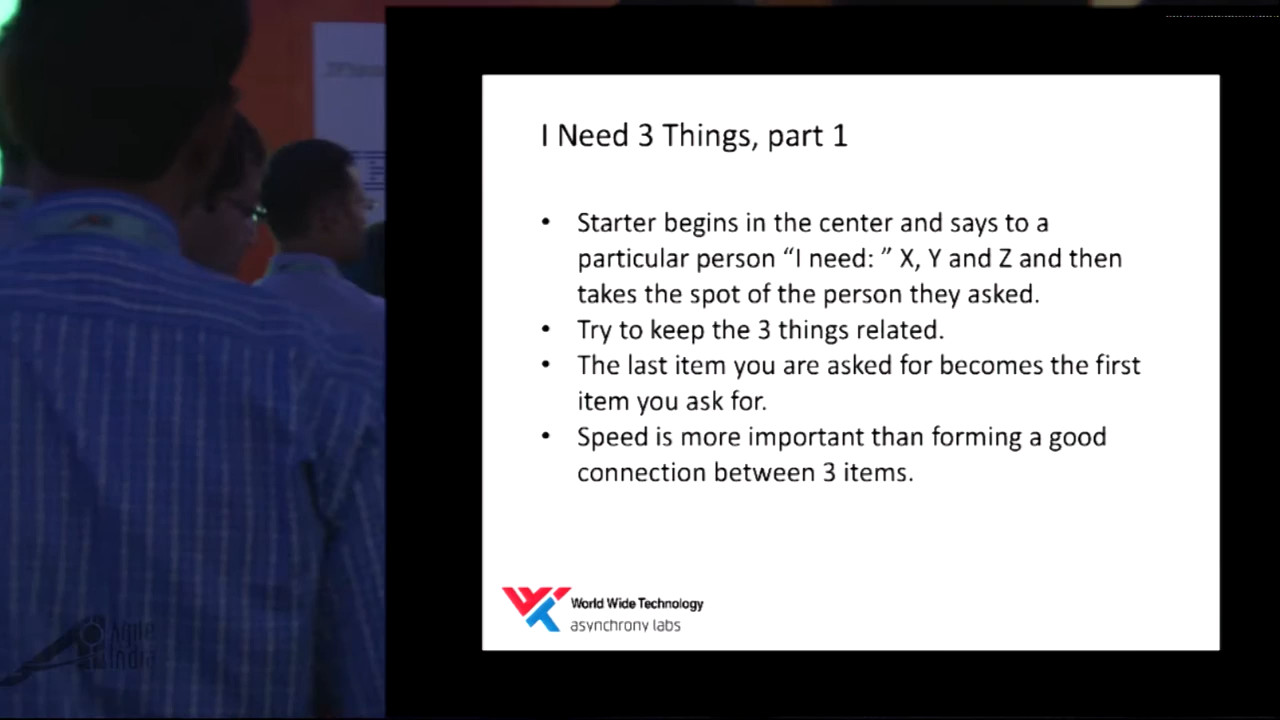 I Need 3 Things, part 1
• Starter begins in the center and says to a
particular person “I need: ” X, Y and Z and then
takes the spot of the person they asked.
• Try to keep the 3 things related.
• The last item you are asked for becomes the first
item you ask for.
• Speed is more important than forming a good
connection between 3 items.
World Wide Technology
asynchrony labs
Agile
India